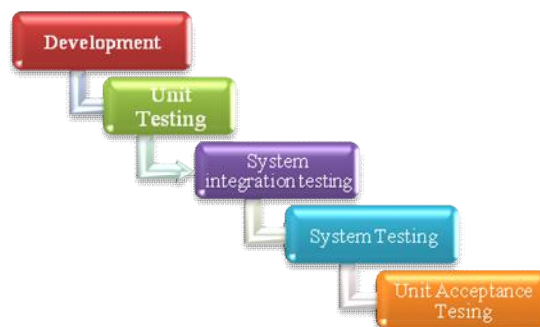 Development
Unit
Testing
System
integration testing
System Testing
Unit Acceptance
Tesing